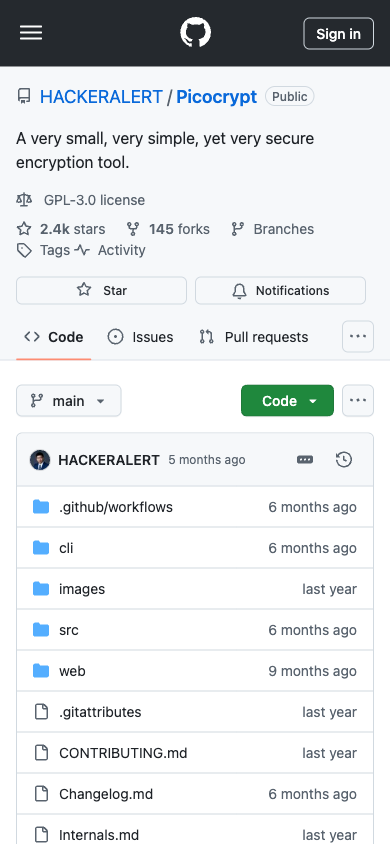 Sign in
HACKERALERT / Picocrypt Public
A very small, very simple, yet very secure
encryption tool.
GPL-3.0 license
2.4k stars 145 forks Branches
Tags Activity
Star Notifications
Code Issues Pull requests
main Code
HACKERALERT 5 months ago
.github/workflows 6 months ago
cli 6 months ago
images last year
src 6 months ago
web 9 months ago
.gitattributes last year
CONTRIBUTING.md last year
Changelog.md 6 months ago
Internals.md last year